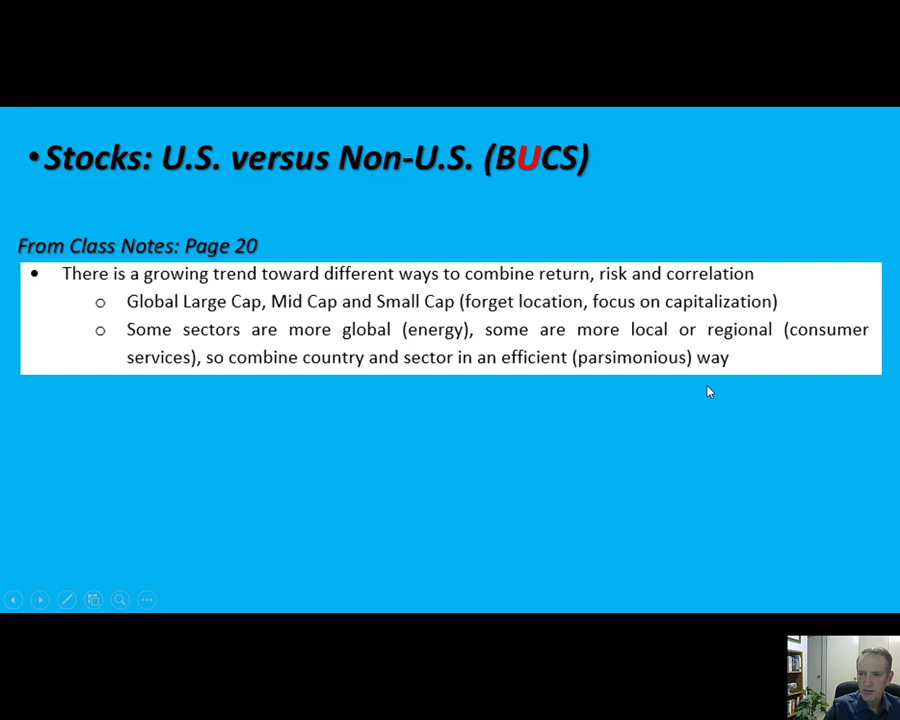 •Stocks: U.S. versus Non-U.S. (BUCS)
From Class Notes: Page 20
• There is a growing trend toward different ways to combine return, risk and correlation
o Global Large Cap, Mid Cap and Small Cap (forget location, focus on capitalization)
o Some sectors are more global (energy), some are more local or regional (consumer
services), so combine country and sector in an efficient (parsimonious) way